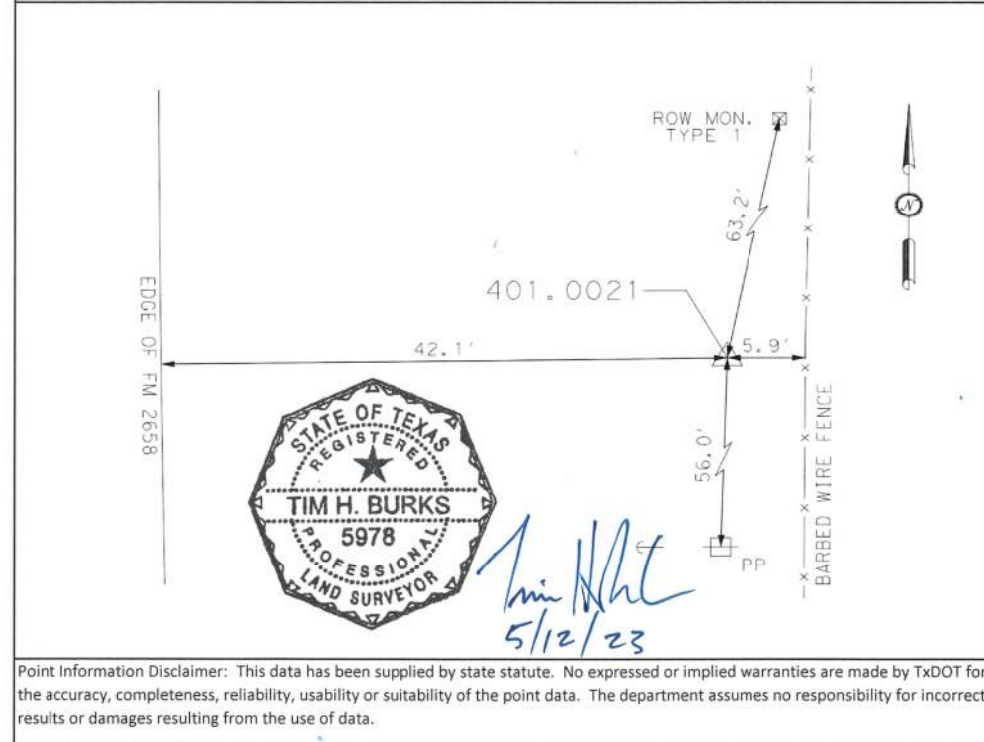 ROW MON.
TYPE 1
63.2'
401.0021
42.1'
5.9'
EDGE OF FM 2658
56.0'
BARBED WIRE FENCE
PP
N
STATE OF TEXAS
REGISTERED
TIM H. BURKS
5978
PROFESSIONAL
LAND SURVEYOR
5/12/23
Point Information Disclaimer: This data has been supplied by state statute. No expressed or implied warranties are made by TxDOT for
the accuracy, completeness, reliability, usability or suitability of the point data. The department assumes no responsibility for incorrect
results or damages resulting from the use of data.